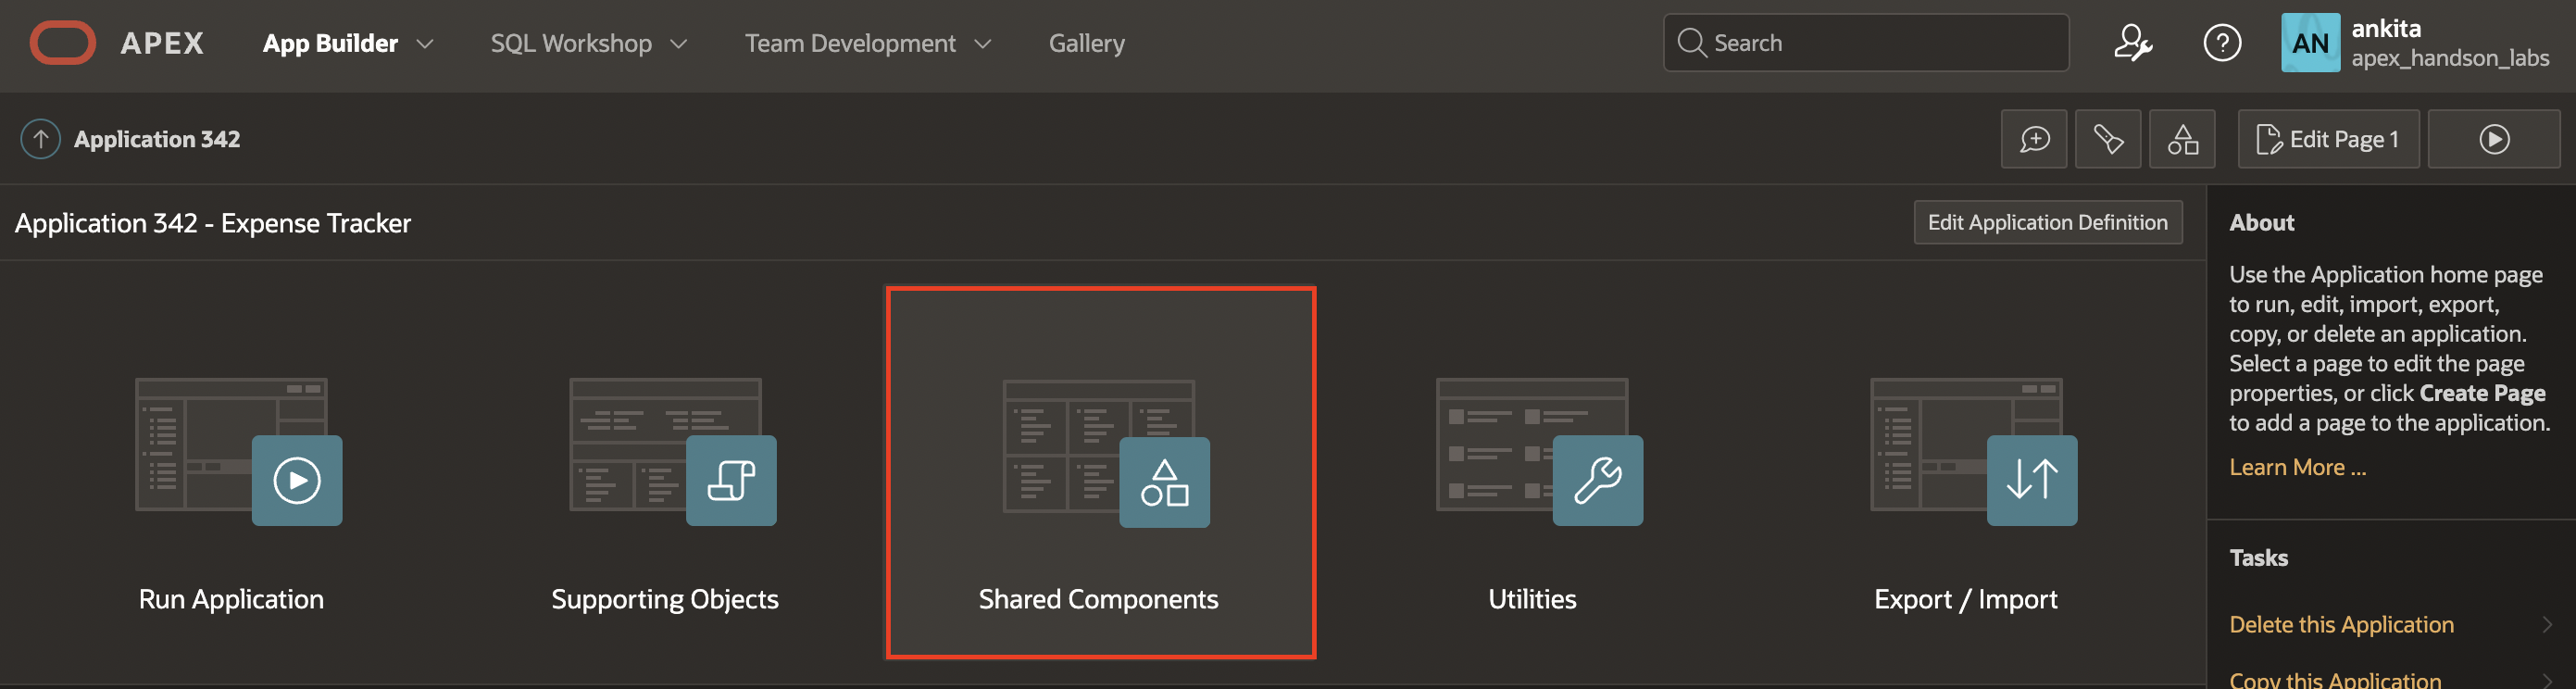 APEX
App Builder
SQL Workshop
Team Development
Gallery
Search
AN
ankita
apex_handson_labs
Application 342
Edit Page 1
Application 342 - Expense Tracker
Edit Application Definition
Run Application
Supporting Objects
Shared Components
Utilities
Export / Import
About
Use the Application home page
to run, edit, import, export,
copy, or delete an application.
Select a page to edit the page
properties, or click Create Page
to add a page to the application.
Learn More ...
Tasks
Delete this Application
Copy this Application